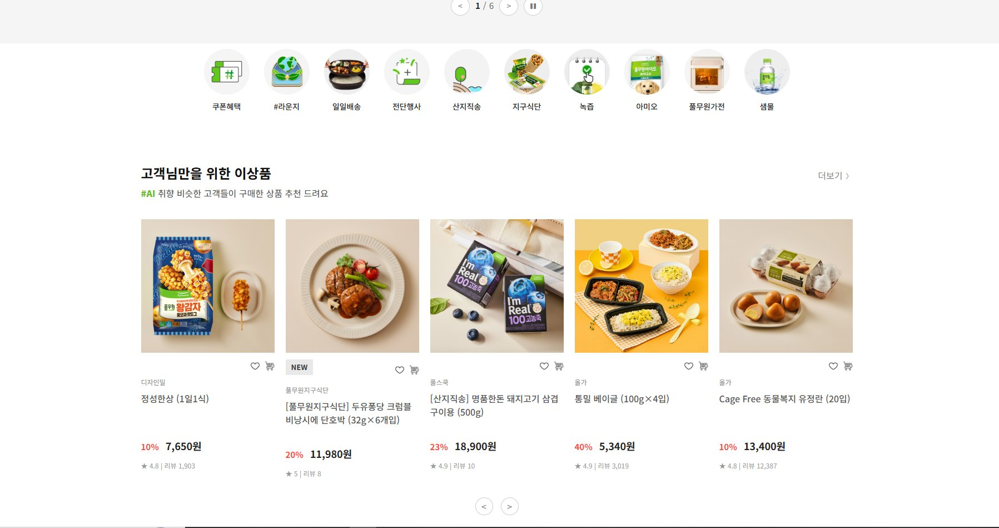 < 1 / 6 >
#
풀무원아미오
amio
풀무원
쿠폰혜택 #라운지 일일배송 전단행사 산지직송 지구식단 녹즙 아미오 풀무원가전 샘물
고객님만을 위한 이상품
더보기 >
#AI 취향 비슷한 고객들이 구매한 상품 추천 드려요
Potato
풀무원 왕감자
통모짜 핫도그
I'm
Real
100 고농축
I'm
Real
100 고농축
디자인밀
정성한상 (1일1식)
10% 7,650원
★ 4.8 | 리뷰 1,903
NEW
풀무원지구식단
[풀무원지구식단] 두유퐁당 크럼블
비낭시에 단호박 (32g×6개입)
20% 11,980원
★ 5 | 리뷰 8
풀스쿡
[산지직송] 명품한돈 돼지고기 삼겹
구이용 (500g)
23% 18,900원
★ 4.9 | 리뷰 10
올가
통밀 베이글 (100g×4입)
40% 5,340원
★ 4.9 | 리뷰 3,019
올가
Cage Free 동물복지 유정란 (20입)
10% 13,400원
★ 4.8 | 리뷰 12,387
< >